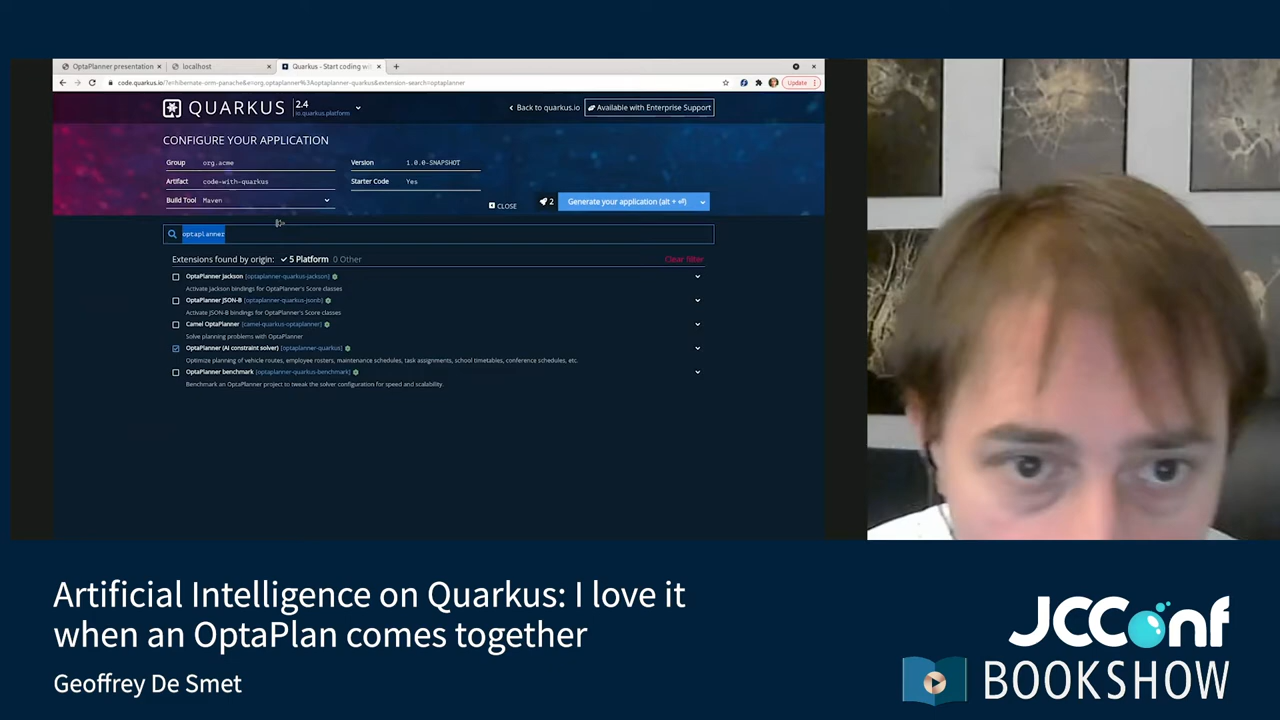 OptaPlanner presentation
localhost
Quarkus - Start coding wit
Update
QUARKUS
2.4
io.quarkus.platform
Back to quarkus.io
Available with Enterprise Support
CONFIGURE YOUR APPLICATION
Group
org.acme
Version
1.0.0-SNAPSHOT
Artifact
code-with-quarkus
Starter Code
Yes
Build Tool
Maven
CLOSE
2
Generate your application (alt + ⏎)
optaplanner
Extensions found by origin: 5 Platform 0 Other
Clear filter
OptaPlanner Jackson [optaplanner-quarkus-jackson]
Activate Jackson bindings for OptaPlanner's Score classes
OptaPlanner JSON-B [optaplanner-quarkus-jsonb]
Activate JSON-B bindings for OptaPlanner's Score classes
Camel OptaPlanner [camel-quarkus-optaplanner]
Solve planning problems with OptaPlanner
OptaPlanner (AI constraint solver) [optaplanner-quarkus]
Optimize planning of vehicle routes, employee rosters, maintenance schedules, task assignments, school timetables, conference schedules, etc.
OptaPlanner benchmark [optaplanner-quarkus-benchmark]
Benchmark an OptaPlanner project to tweak the solver configuration for speed and scalability.
Artificial Intelligence on Quarkus: I love it
when an OptaPlan comes together
Geoffrey De Smet
JCConf
BOOKSHOW